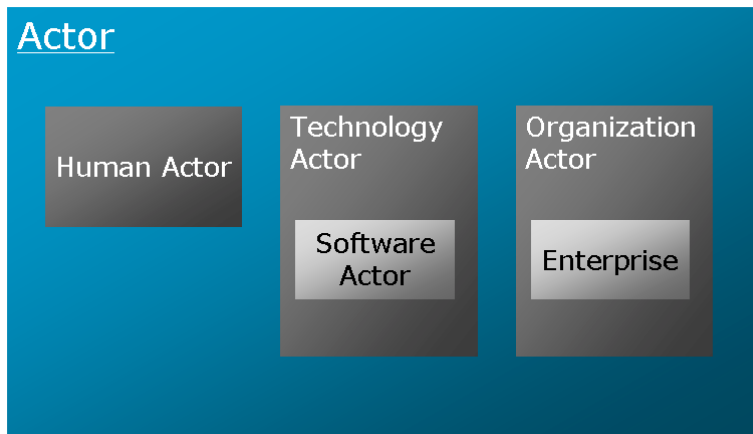 Actor
Human Actor
Technology
Actor
Software
Actor
Organization
Actor
Enterprise